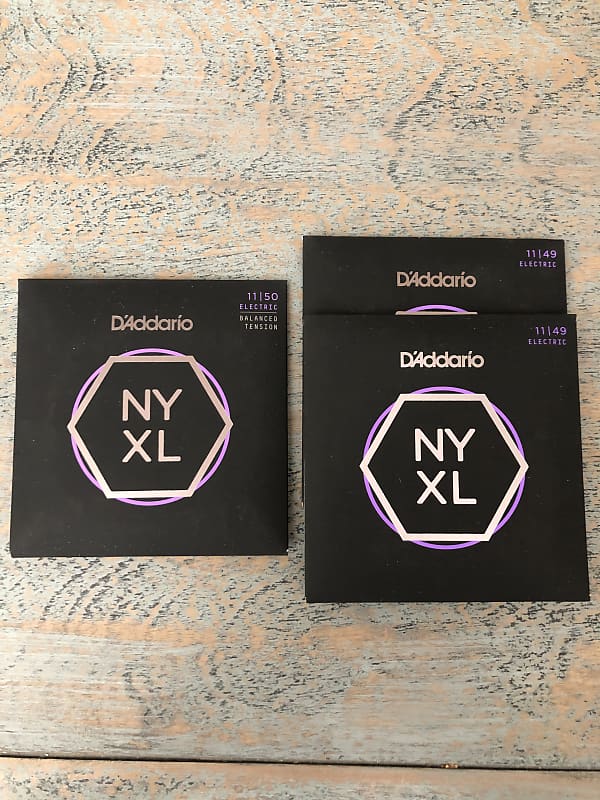 11|50
ELECTRIC
D'Addario
BALANCED
TENSION
NY
XL
11|49
ELECTRIC
D'Addario
11|49
ELECTRIC
D'Addario
NY
XL